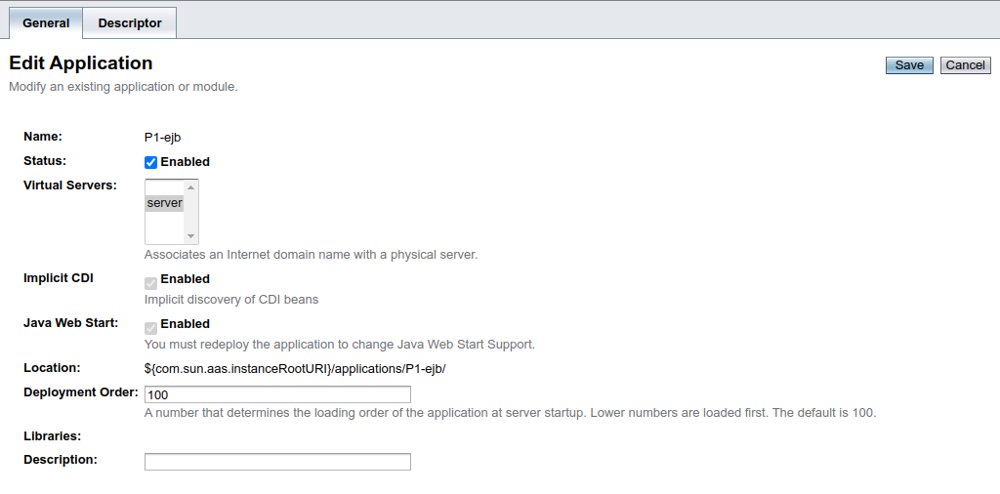 General Descriptor
Edit Application
Save Cancel
Modify an existing application or module.
Name: P1-ejb
Status: Enabled
Virtual Servers: server
Associates an Internet domain name with a physical server.
Implicit CDI Enabled
Implicit discovery of CDI beans
Java Web Start: Enabled
You must redeploy the application to change Java Web Start Support.
Location: ${com.sun.aas.instanceRootURI}/applications/P1-ejb/
Deployment Order: 100
A number that determines the loading order of the application at server startup. Lower numbers are loaded first. The default is 100.
Libraries:
Description: